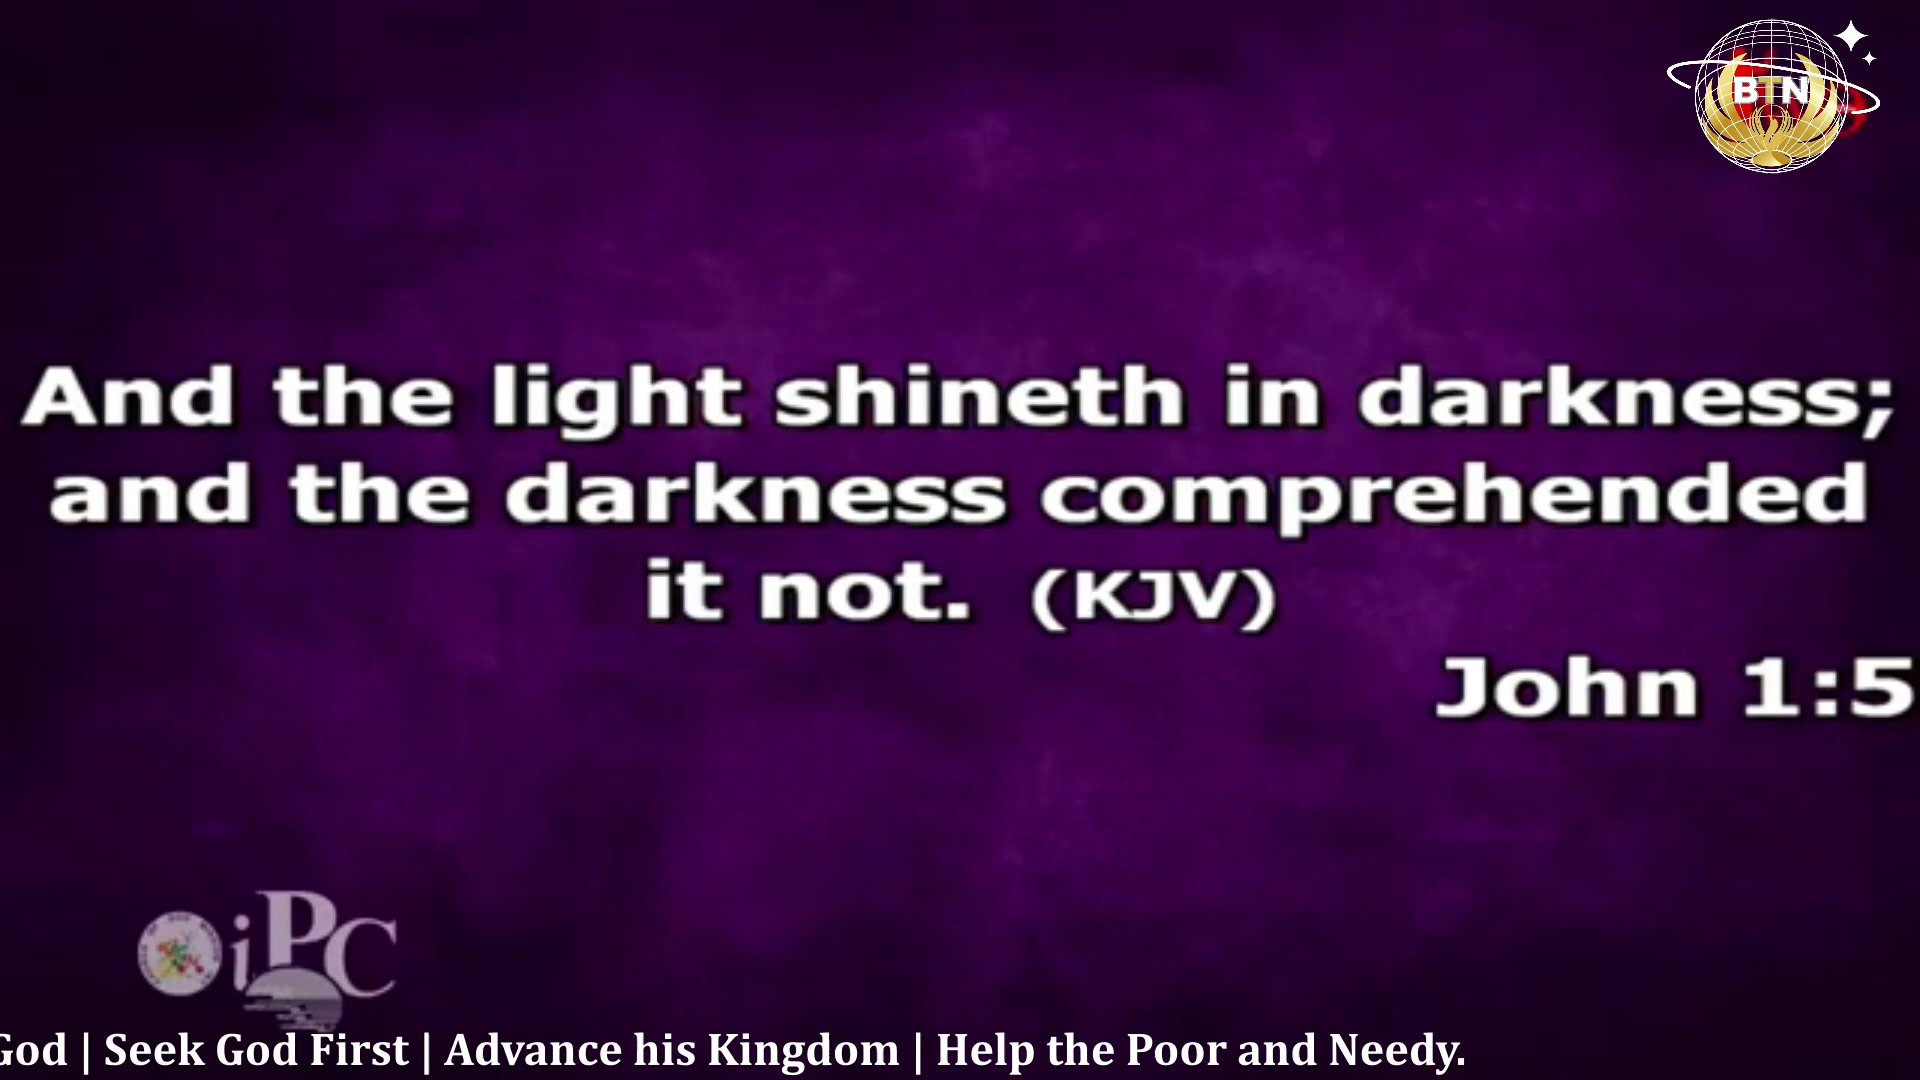 BTN
And the light shineth in darkness;
and the darkness comprehended
it not. (KJV)
John 1:5
iPC
God | Seek God First | Advance his Kingdom | Help the Poor and Needy.